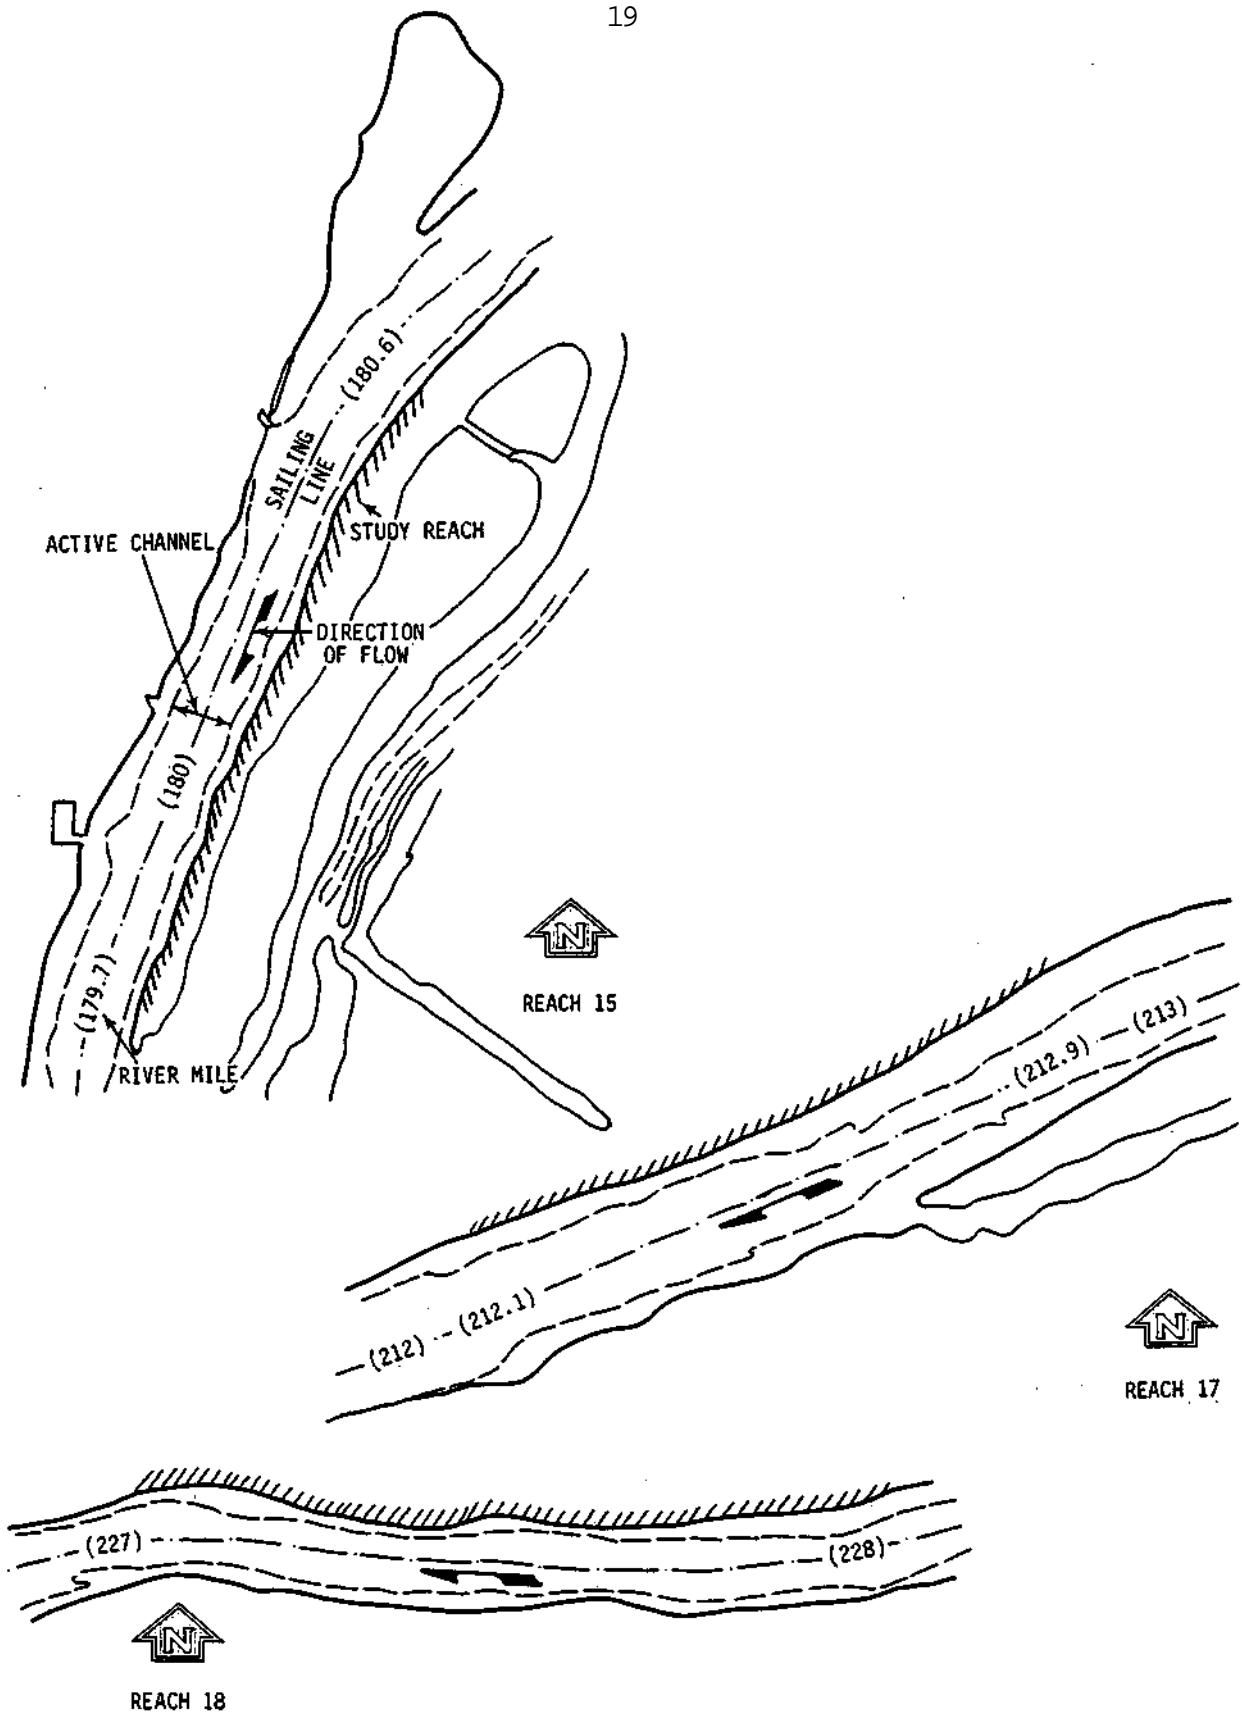 19
(180.6)
SAILING
LINE
STUDY REACH
ACTIVE CHANNEL
DIRECTION
OF FLOW
(180)
(179.7)
RIVER MILE
N
REACH 15
(213)
(212.9)
(212.1)
(212)
N
REACH 17
(227)
(228)
N
REACH 18